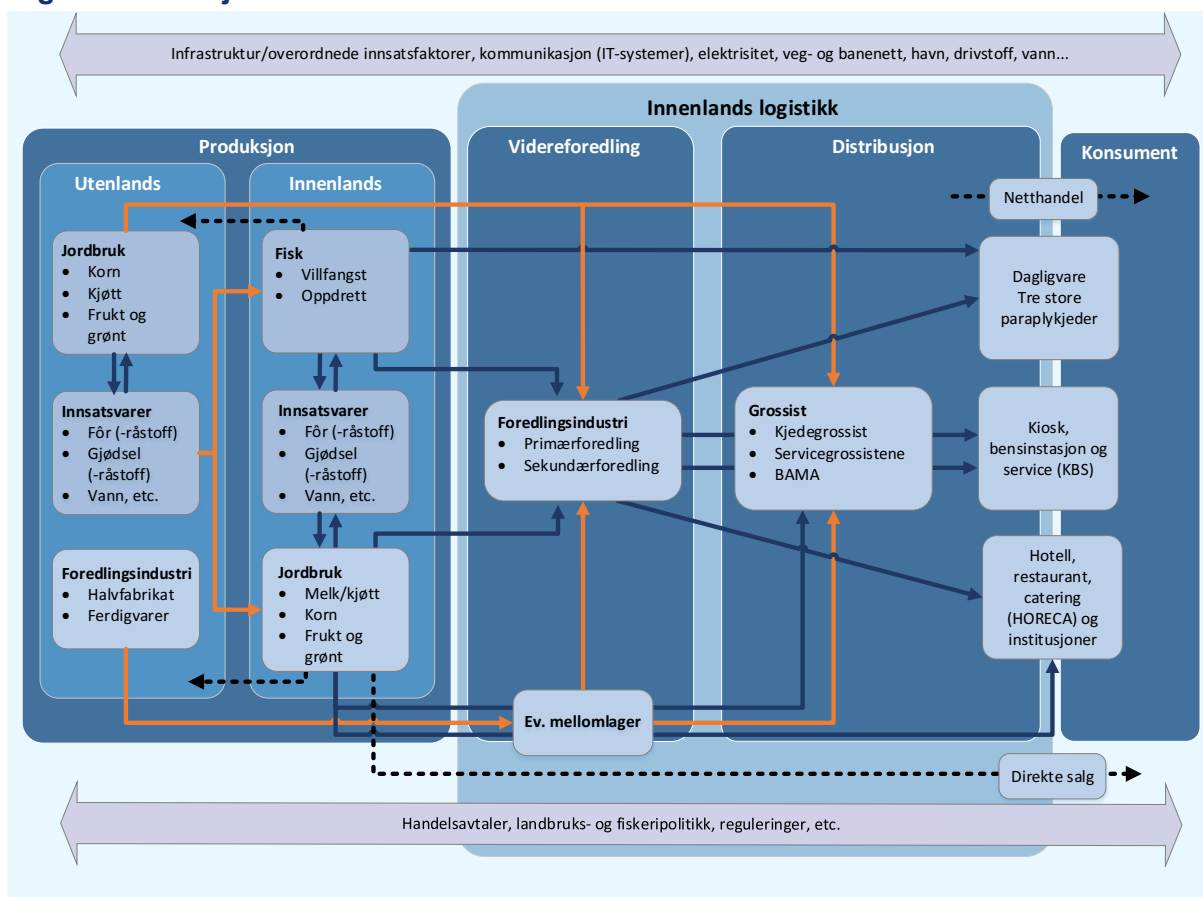 Infrastruktur/overordnede innsatsfaktorer, kommunikasjon (IT-systemer), elektrisitet, veg- og banenett, havn, drivstoff, vann...
Innenlands logistikk
Produksjon
Videreforedling
Distribusjon
Konsument
Utenlands
Innenlands
Netthandel
Jordbruk
• Korn
• Kjøtt
• Frukt og
grønt
Fisk
• Villfangst
• Oppdrett
Dagligvare
Tre store
paraplykjeder
Innsatsvarer
• Fôr (-råstoff)
• Gjødsel
(-råstoff)
• Vann, etc.
Innsatsvarer
• Fôr (-råstoff)
• Gjødsel
(-råstoff)
• Vann, etc.
Foredlingsindustri
• Primærforedling
• Sekundærforedling
Grossist
• Kjedegrossist
• Servicegrossistene
• BAMA
Kiosk,
bensinstasjon og
service (KBS)
Foredlingsindustri
• Halvfabrikat
• Ferdigvarer
Jordbruk
• Melk/kjøtt
• Korn
• Frukt og
grønt
Hotell,
restaurant,
catering
(HORECA) og
institusjoner
Ev. mellomlager
Direkte salg
Handelsavtaler, landbruks- og fiskeripolitikk, reguleringer, etc.